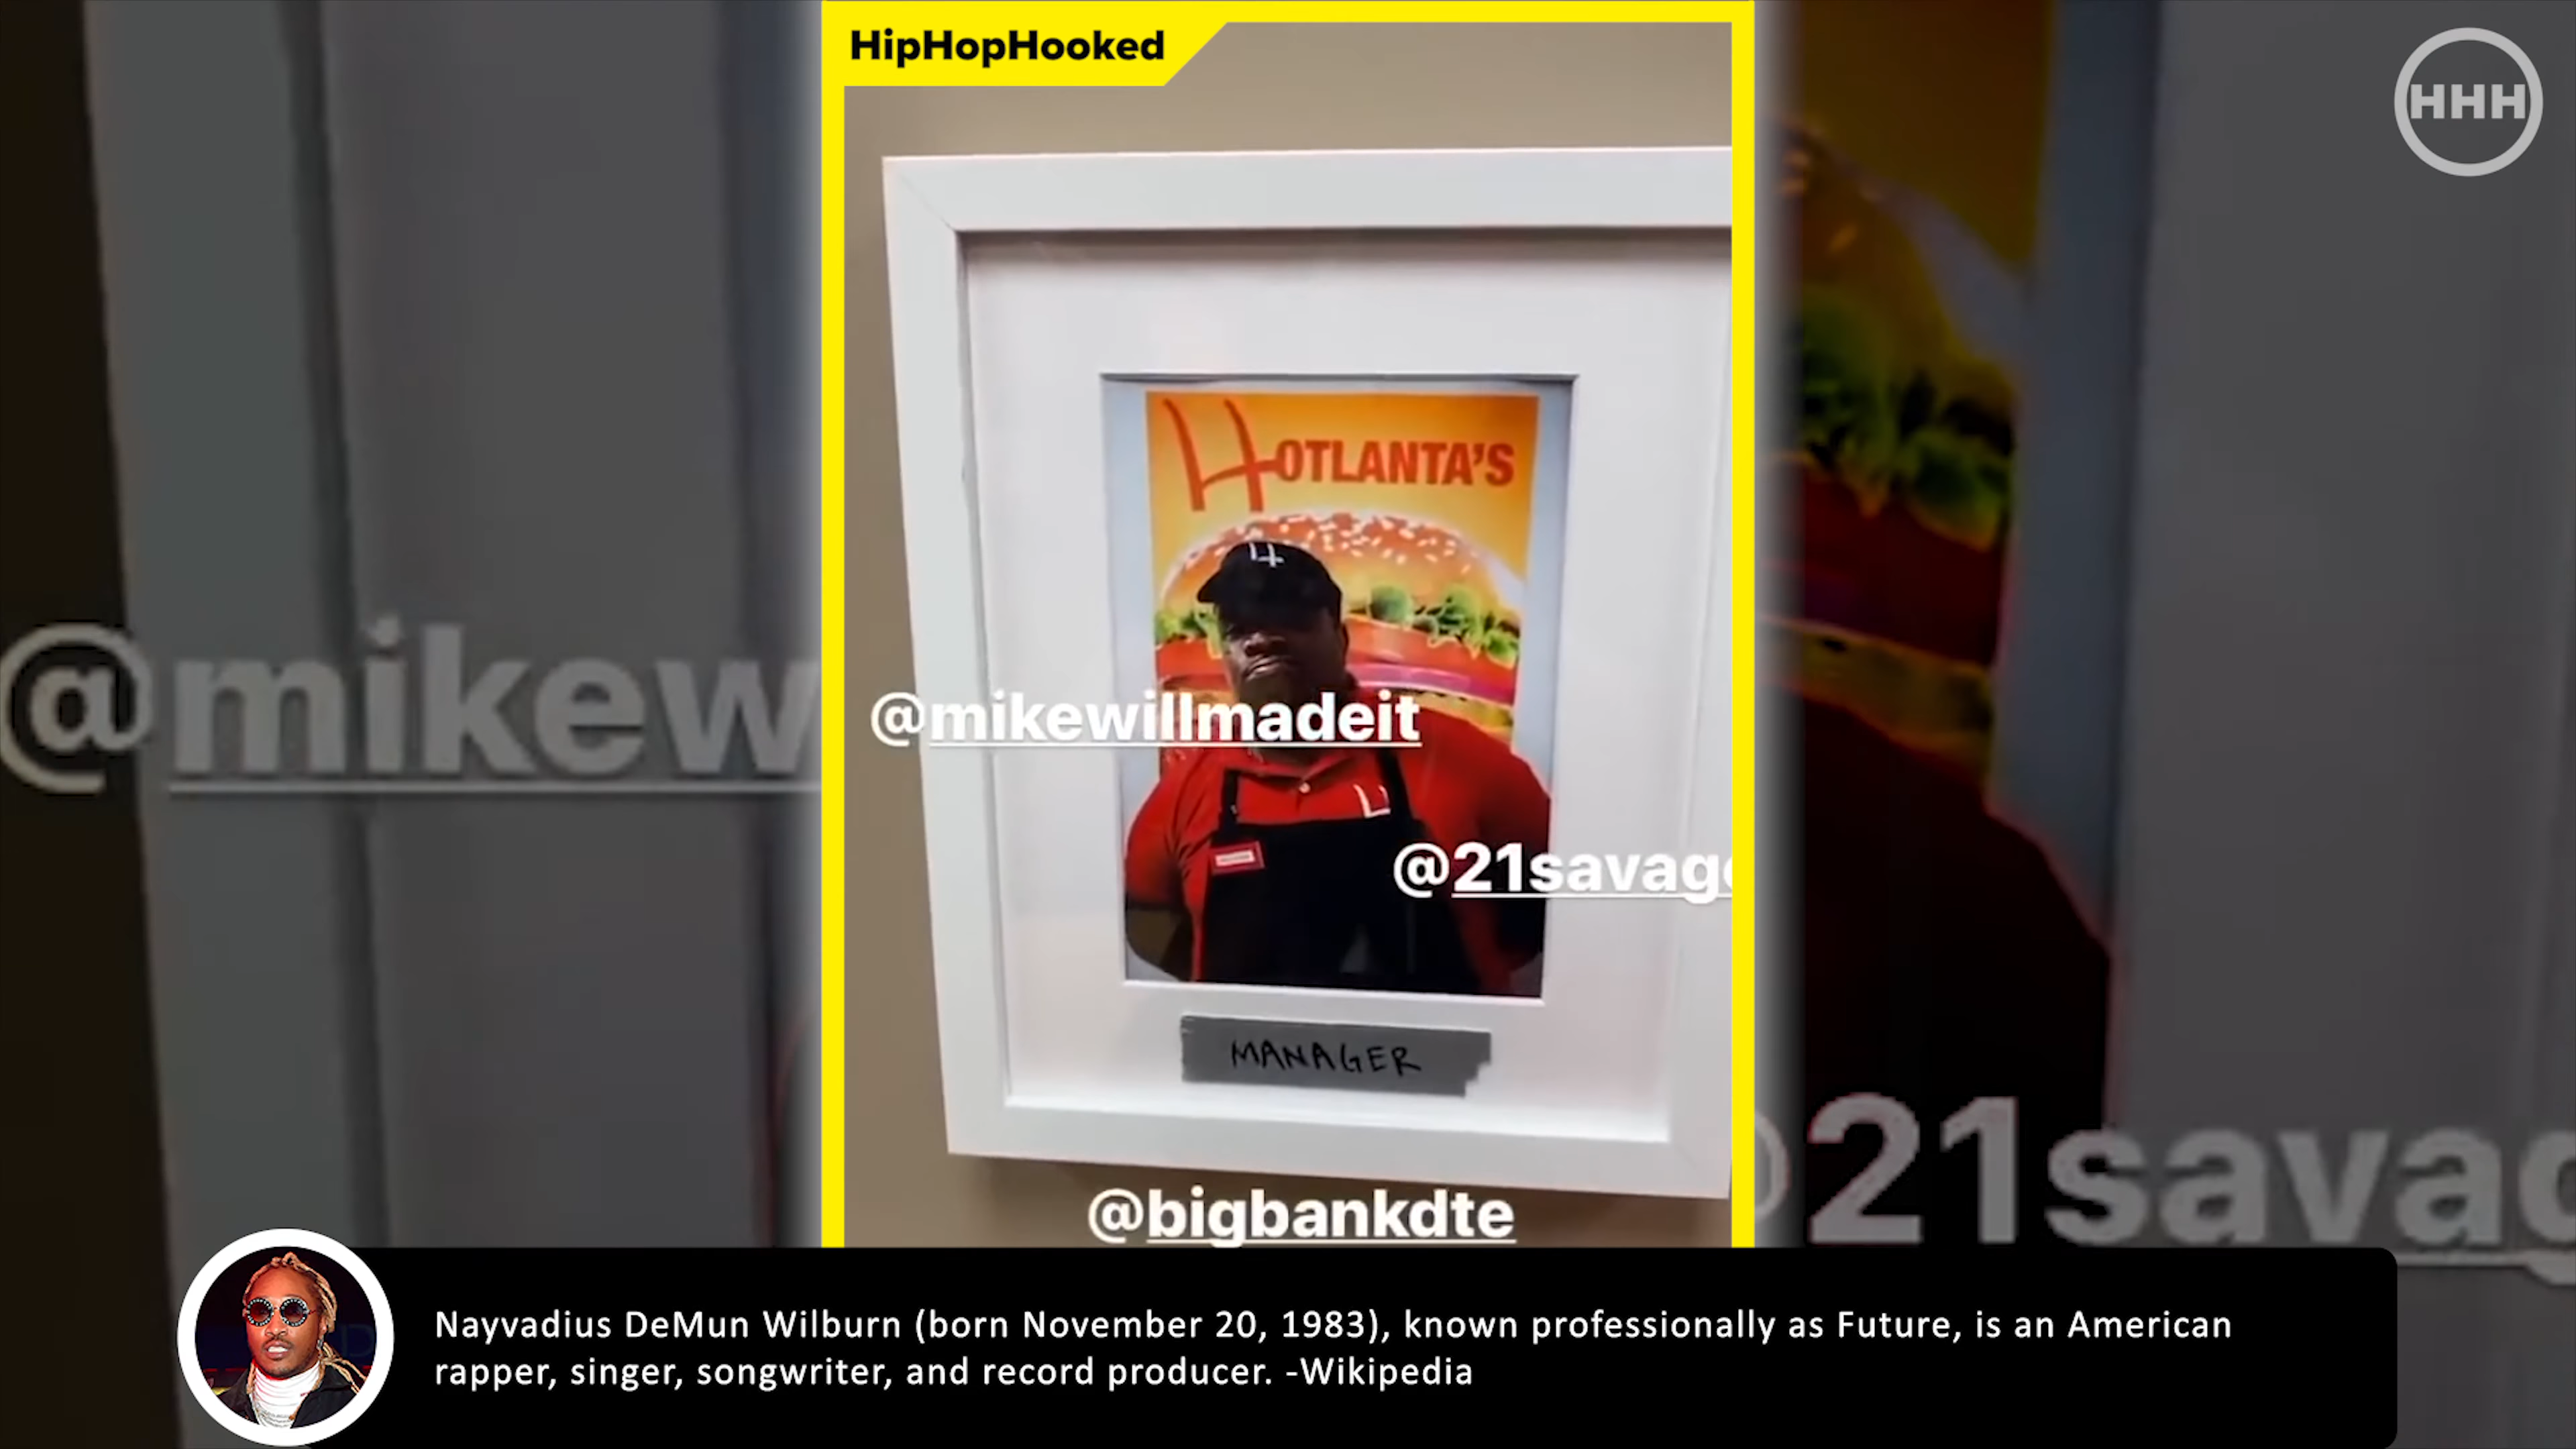 HipHopHooked
HHH
HOTLANTA'S
H
@mikew
@mikewillmadeit
@21savage
MANAGER
@21savag
@bigbankdte
Nayvadius DeMun Wilburn (born November 20, 1983), known professionally as Future, is an American
rapper, singer, songwriter, and record producer. -Wikipedia